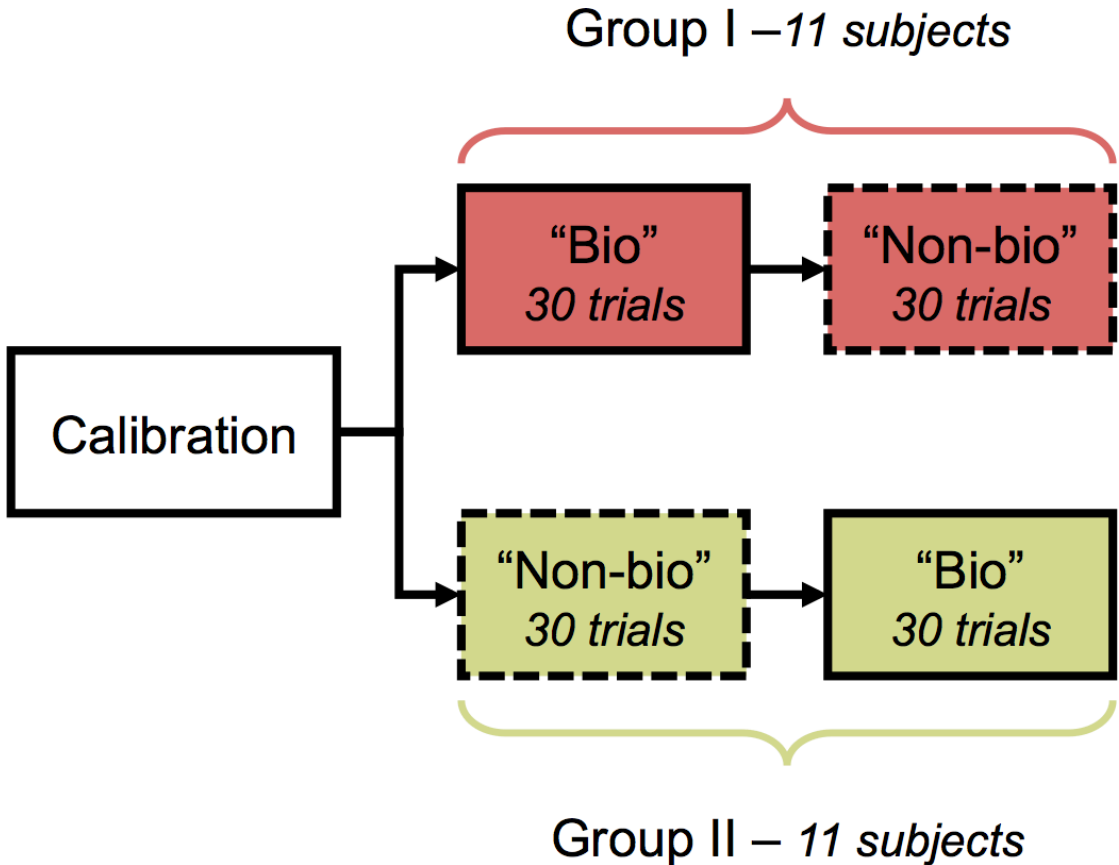 Group I –11 subjects
“Bio”
30 trials
“Non-bio”
30 trials
Calibration
“Non-bio”
30 trials
“Bio”
30 trials
Group II – 11 subjects